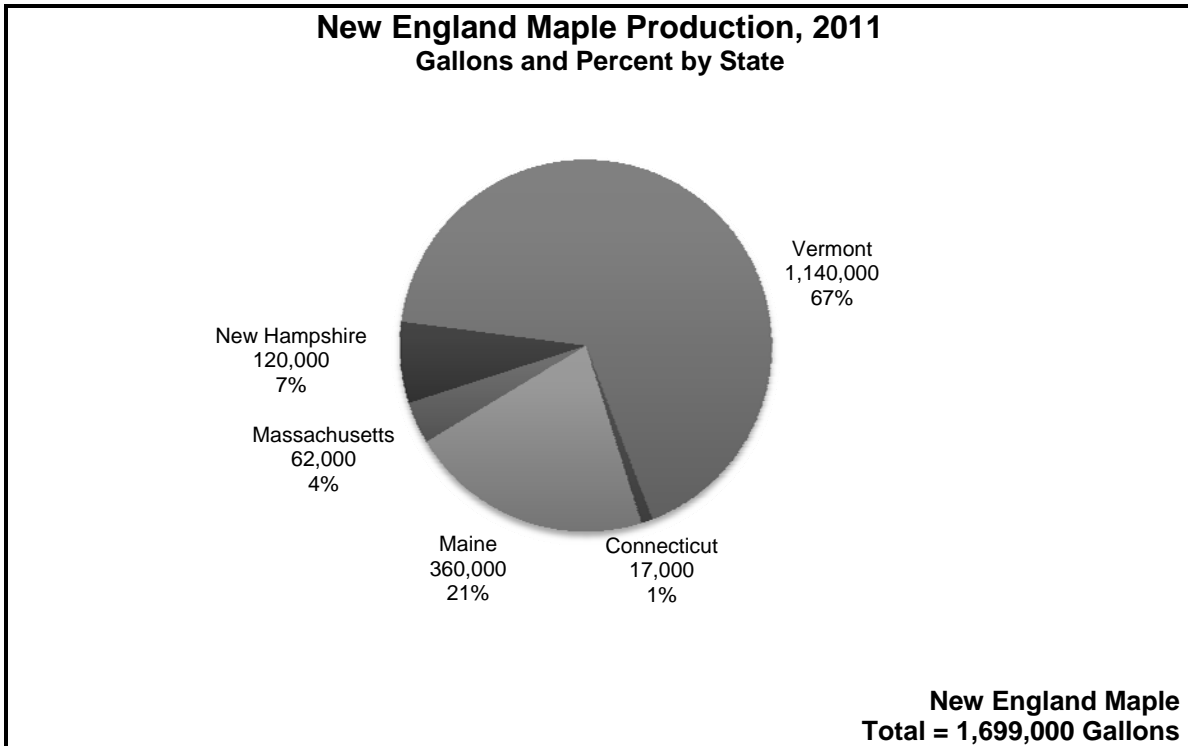 New England Maple Production, 2011
Gallons and Percent by State
Vermont
1,140,000
67%
New Hampshire
120,000
7%
Massachusetts
62,000
4%
Maine
360,000
21%
Connecticut
17,000
1%
New England Maple
Total = 1,699,000 Gallons